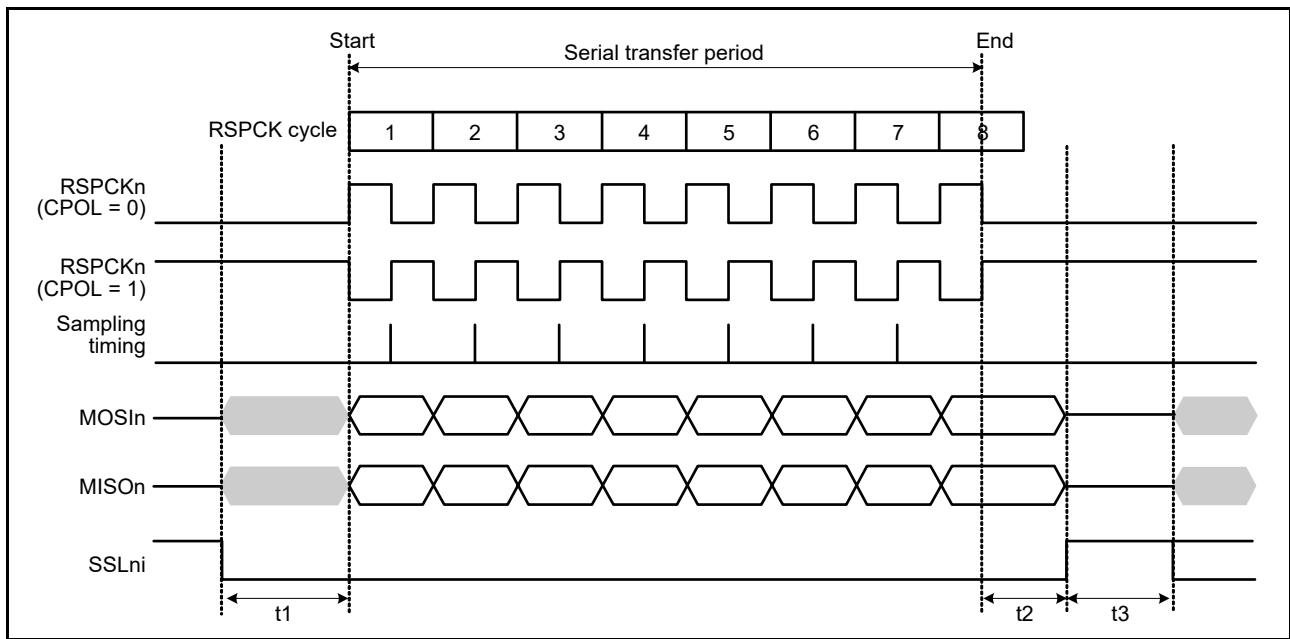 Start
End
Serial transfer period
RSPCK cycle 1 2 3 4 5 6 7 8
RSPCKn
(CPOL = 0)
RSPCKn
(CPOL = 1)
Sampling
timing
MOSIn
MISOn
SSLni
t1 t2 t3